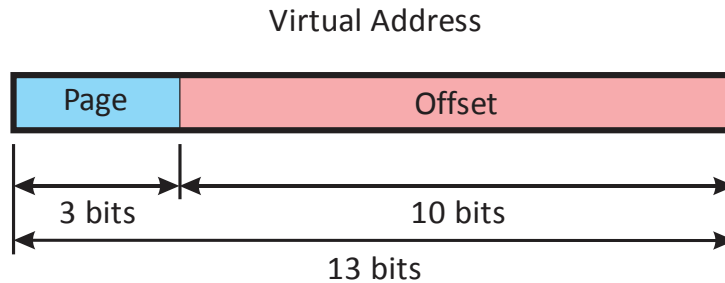 Virtual Address
Page Offset
3 bits 10 bits
13 bits